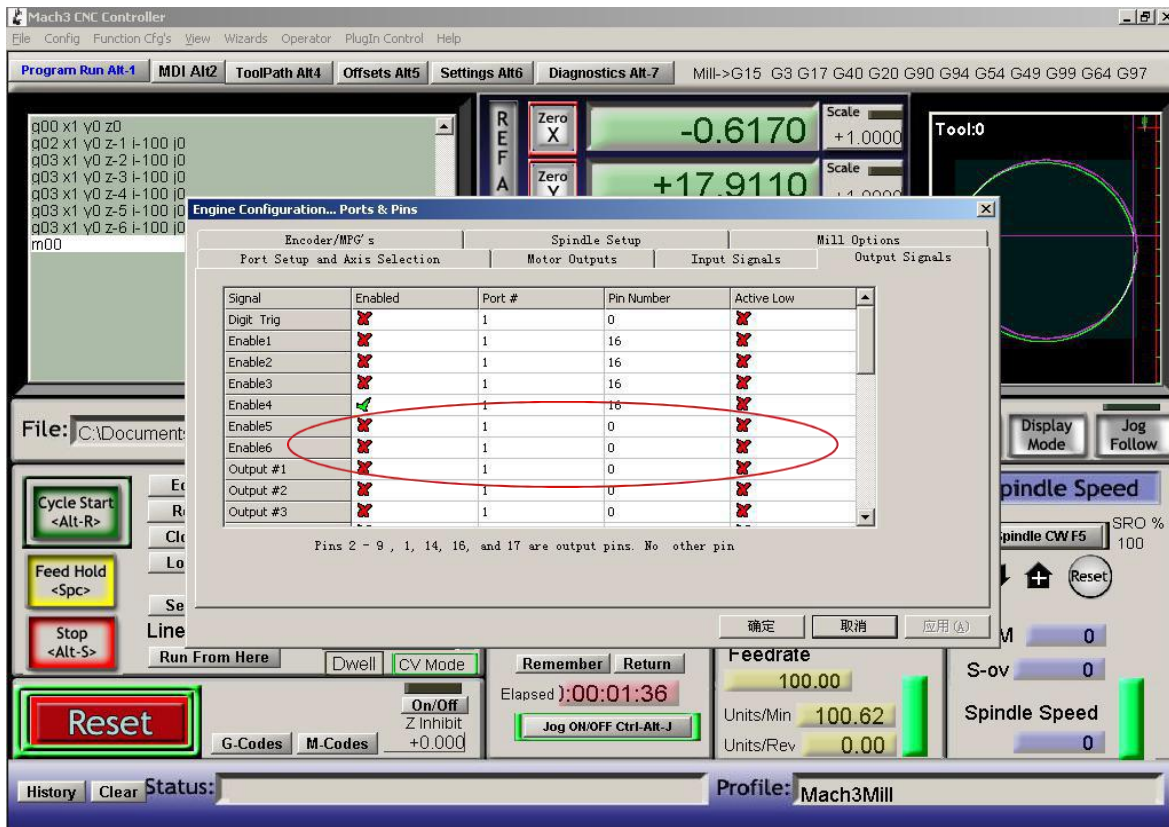 Mach3 CNC Controller
File Config Function Cfg's View Wizards Operator PlugIn Control Help
Program Run Alt-1 MDI Alt2 ToolPath Alt4 Offsets Alt5 Settings Alt6 Diagnostics Alt-7 Mill->G15 G3 G17 G40 G20 G90 G94 G54 G49 G99 G64 G97
g00 x1 y0 z0
g02 x1 y0 z-1 i-100 j0
g03 x1 y0 z-2 i-100 j0
g03 x1 y0 z-3 i-100 j0
g03 x1 y0 z-4 i-100 j0
g03 x1 y0 z-5 i-100 j0
g03 x1 y0 z-6 i-100 j0
m00
R
E
F
A
Zero X -0.6170 Scale +1.0000
Zero Y +17.9110 Scale +1.0000
Tool:0
Engine Configuration... Ports & Pins
Encoder/MPG's Spindle Setup Mill Options
Port Setup and Axis Selection Motor Outputs Input Signals Output Signals
Signal Enabled Port # Pin Number Active Low
Digit Trig 1 0
Enable1 1 16
Enable2 1 16
Enable3 1 16
Enable4 1 16
Enable5 1 0
Enable6 1 0
Output #1 1 0
Output #2 1 0
Output #3 1 0
Pins 2 - 9 , 1, 14, 16, and 17 are output pins. No other pin
确定 取消 应用(A)
File: C:\Document
Display Mode Jog Follow
Cycle Start <Alt-R>
Feed Hold <Spc>
Stop <Alt-S>
Ed
Re
Clo
Lo
Se
Line
Run From Here
Dwell CV Mode
pindle Speed
Spindle CW F5
SRO %
100
Reset
M 0
S-ov 0
Spindle Speed
0
Remember Return
Elapsed ):00:01:36
Jog ON/OFF Ctrl-Alt-J
Feedrate
100.00
Units/Min 100.62
Units/Rev 0.00
Reset
G-Codes M-Codes
On/Off
Z Inhibit
+0.000
History Clear Status: Profile: Mach3Mill